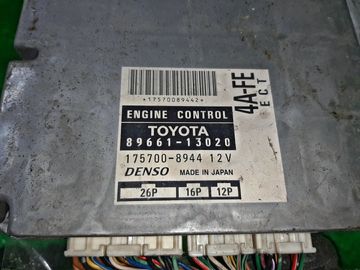 *17570089442*
ENGINE CONTROL
TOYOTA
89661-13020
175700-8944 12V
DENSO MADE IN JAPAN
26P 16P 12P
4A-FE
ECT